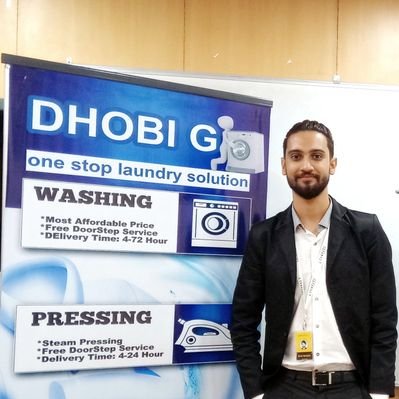 DHOBI G
one stop laundry solution
WASHING
*Most Affordable Price
*Free DoorStep Service
*Delivery Time: 4-72 Hour
PRESSING
*Steam Pressing
*Free DoorStep Service
*Delivery Time: 4-24 Hour